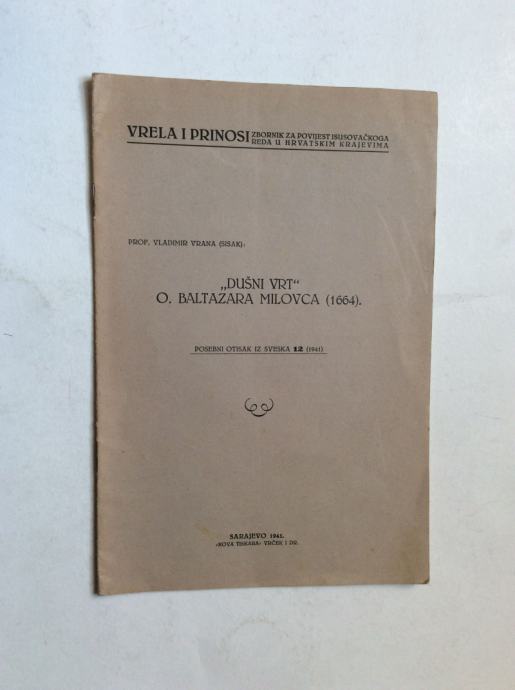 VRELA I PRINOSI ZBORNIK ZA POVIJEST ISUSOVAČKOGA
REDA U HRVATSKIM KRAJEVIMA
PROF. VLADIMIR VRANA (SISAK):
„DUŠNI VRT“
O. BALTAZARA MILOVCA (1664).
POSEBNI OTISAK IZ SVESKA 12 (1941)
SARAJEVO 1941.
«NOVA TISKARA» VRČEK I DR.